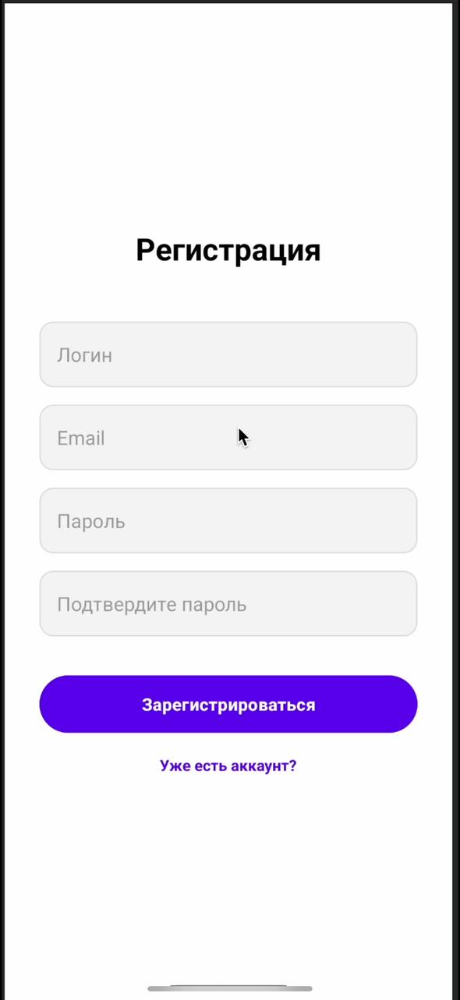 Регистрация
Логин
Email
Пароль
Подтвердите пароль
Зарегистрироваться
Уже есть аккаунт?